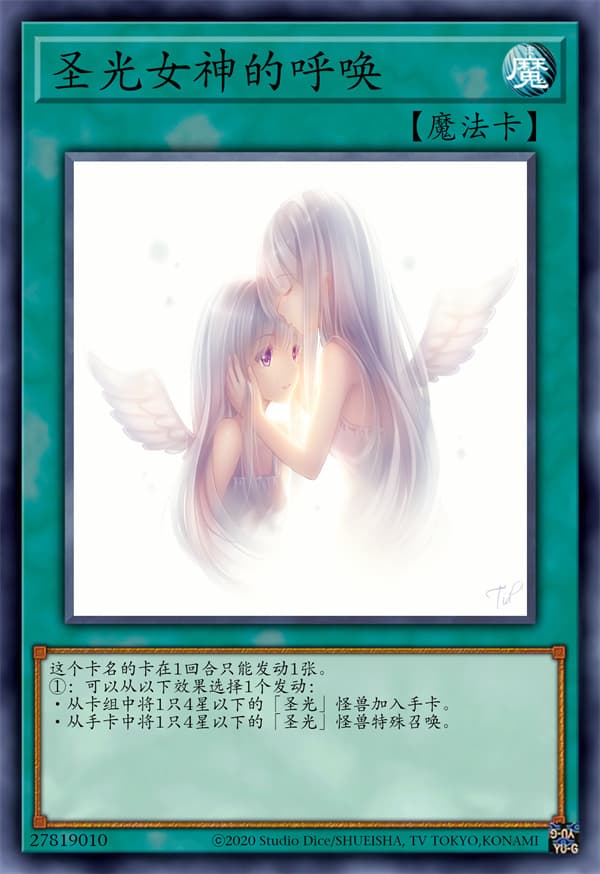 圣光女神的呼唤
魔
【魔法卡】
这个卡名的卡在1回合只能发动1张。
①：可以从以下效果选择1个发动：
·从卡组中将1只4星以下的「圣光」怪兽加入手卡。
·从手卡中将1只4星以下的「圣光」怪兽特殊召唤。
27819010
©2020 Studio Dice/SHUEISHA, TV TOKYO,KONAMI
YU-G